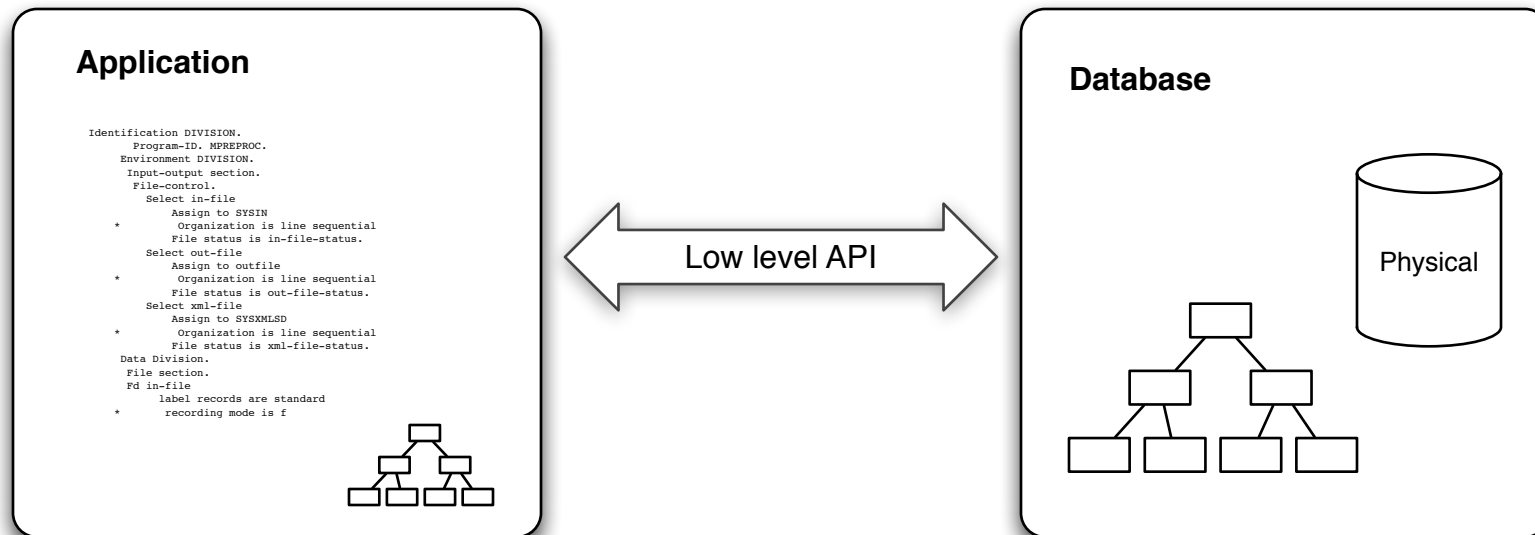 Application
Identification DIVISION.
Program-ID. MPREPROC.
Environment DIVISION.
Input-output section.
File-control.
Select in-file
Assign to SYSIN
* Organization is line sequential
File status is in-file-status.
Select out-file
Assign to outfile
* Organization is line sequential
File status is out-file-status.
Select xml-file
Assign to SYSXMLSD
* Organization is line sequential
File status is xml-file-status.
Data Division.
File section.
Fd in-file
label records are standard
* recording mode is f
Low level API
Database
Physical